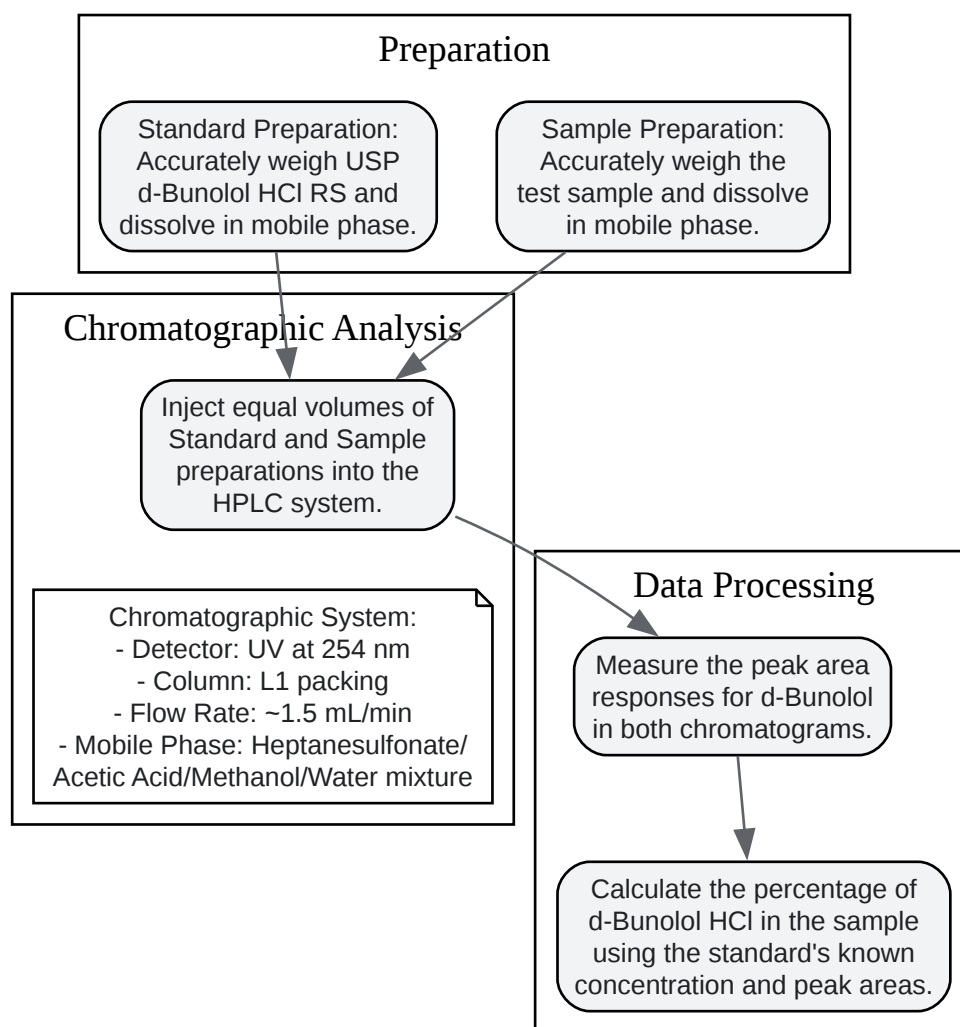 Preparation
Standard Preparation:
Accurately weigh USP
d-Bunolol HCl RS and
dissolve in mobile phase.
Sample Preparation:
Accurately weigh the
test sample and dissolve
in mobile phase.
Chromatographic Analysis
Inject equal volumes of
Standard and Sample
preparations into the
HPLC system.
Chromatographic System:
- Detector: UV at 254 nm
- Column: L1 packing
- Flow Rate: ~1.5 mL/min
- Mobile Phase: Heptanesulfonate/
Acetic Acid/Methanol/Water mixture
Data Processing
Measure the peak area
responses for d-Bunolol
in both chromatograms.
Calculate the percentage of
d-Bunolol HCl in the sample
using the standard's known
concentration and peak areas.